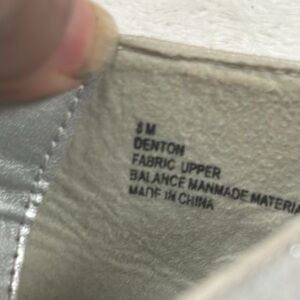 8 M
DENTON
FABRIC UPPER
BALANCE MANMADE MATERIA
MADE IN CHINA